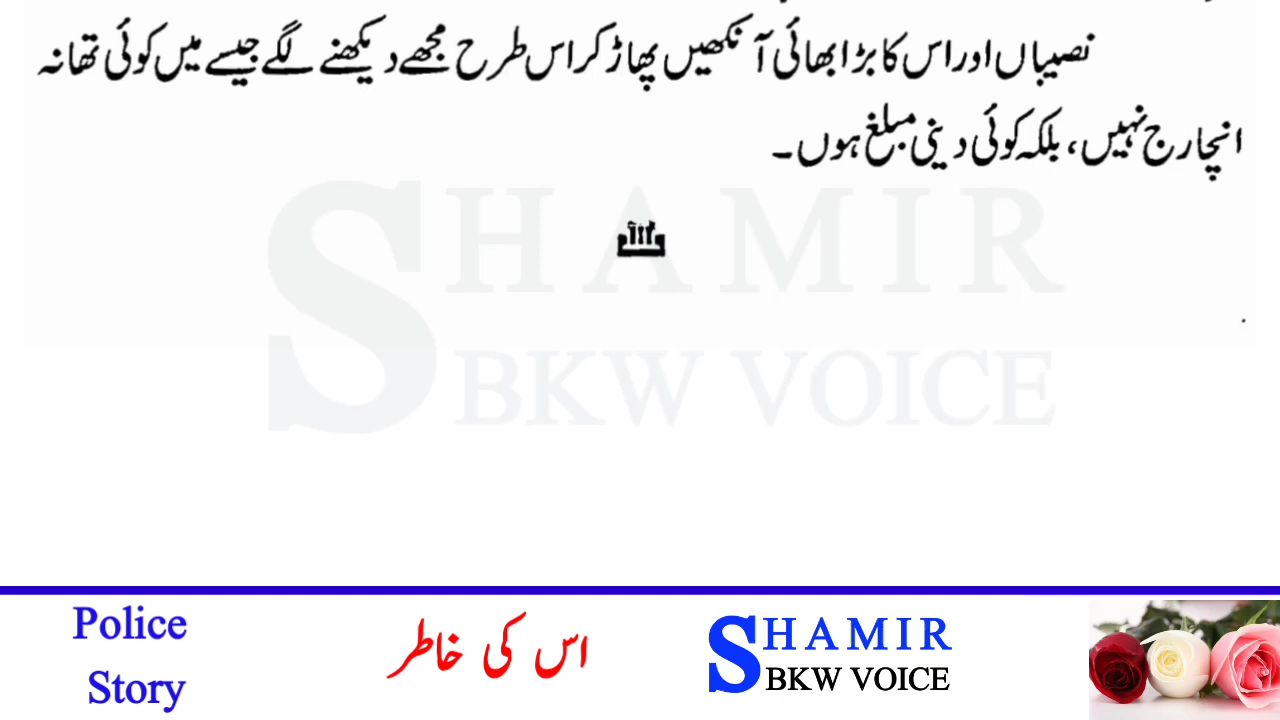 نصیباں اور اس کا بڑا بھائی آنکھیں پھاڑ کر اس طرح مجھے دیکھنے لگے جیسے میں کوئی تھانہ
انچارج نہیں، بلکہ کوئی دینی مبلغ ہوں۔
SHAMIR
BKW VOICE
Police
Story
اس کی خاطر
SHAMIR
BKW VOICE